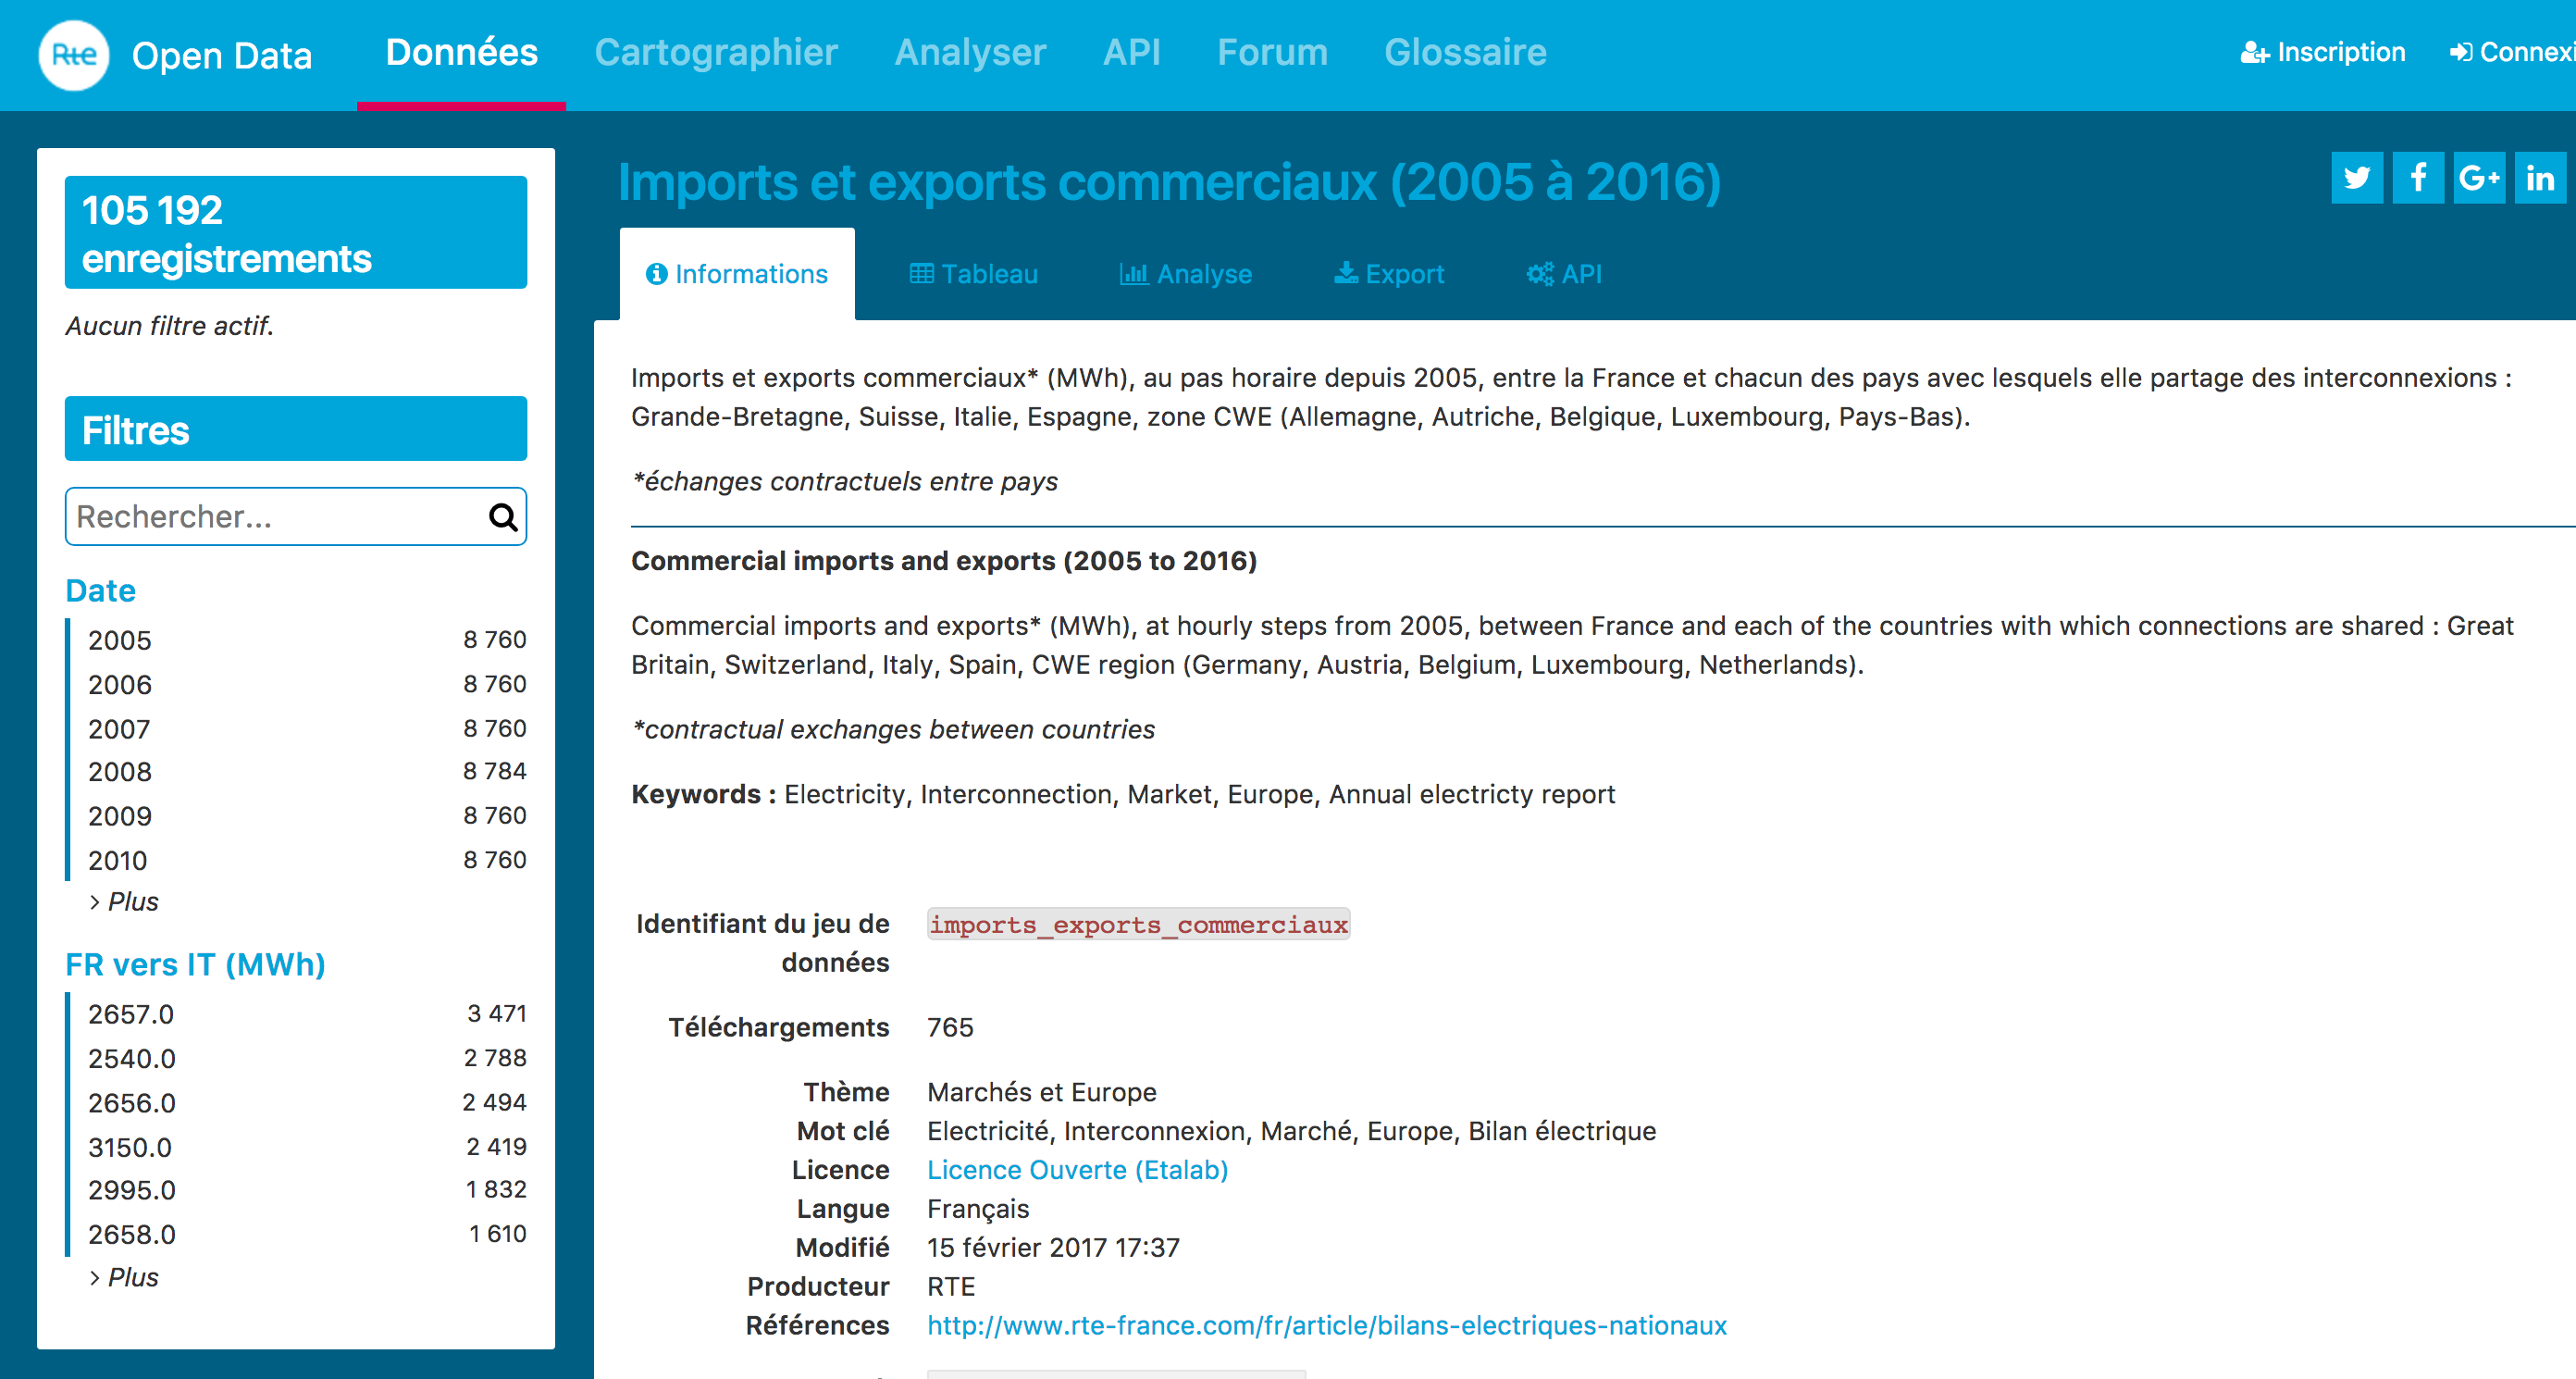 Rte Open Data Données Cartographier Analyser API Forum Glossaire Inscription Connexi
105 192
enregistrements
Aucun filtre actif.
Filtres
Rechercher...
Date
2005 8 760
2006 8 760
2007 8 760
2008 8 784
2009 8 760
2010 8 760
> Plus
FR vers IT (MWh)
2657.0 3 471
2540.0 2 788
2656.0 2 494
3150.0 2 419
2995.0 1 832
2658.0 1 610
> Plus
Imports et exports commerciaux (2005 à 2016)
Informations Tableau Analyse Export API
Imports et exports commerciaux* (MWh), au pas horaire depuis 2005, entre la France et chacun des pays avec lesquels elle partage des interconnexions :
Grande-Bretagne, Suisse, Italie, Espagne, zone CWE (Allemagne, Autriche, Belgique, Luxembourg, Pays-Bas).
*échanges contractuels entre pays
Commercial imports and exports (2005 to 2016)
Commercial imports and exports* (MWh), at hourly steps from 2005, between France and each of the countries with which connections are shared : Great
Britain, Switzerland, Italy, Spain, CWE region (Germany, Austria, Belgium, Luxembourg, Netherlands).
*contractual exchanges between countries
Keywords : Electricity, Interconnection, Market, Europe, Annual electricty report
Identifiant du jeu de imports_exports_commerciaux
données
Téléchargements 765
Thème Marchés et Europe
Mot clé Electricité, Interconnexion, Marché, Europe, Bilan électrique
Licence Licence Ouverte (Etalab)
Langue Français
Modifié 15 février 2017 17:37
Producteur RTE
Références http://www.rte-france.com/fr/article/bilans-electriques-nationaux